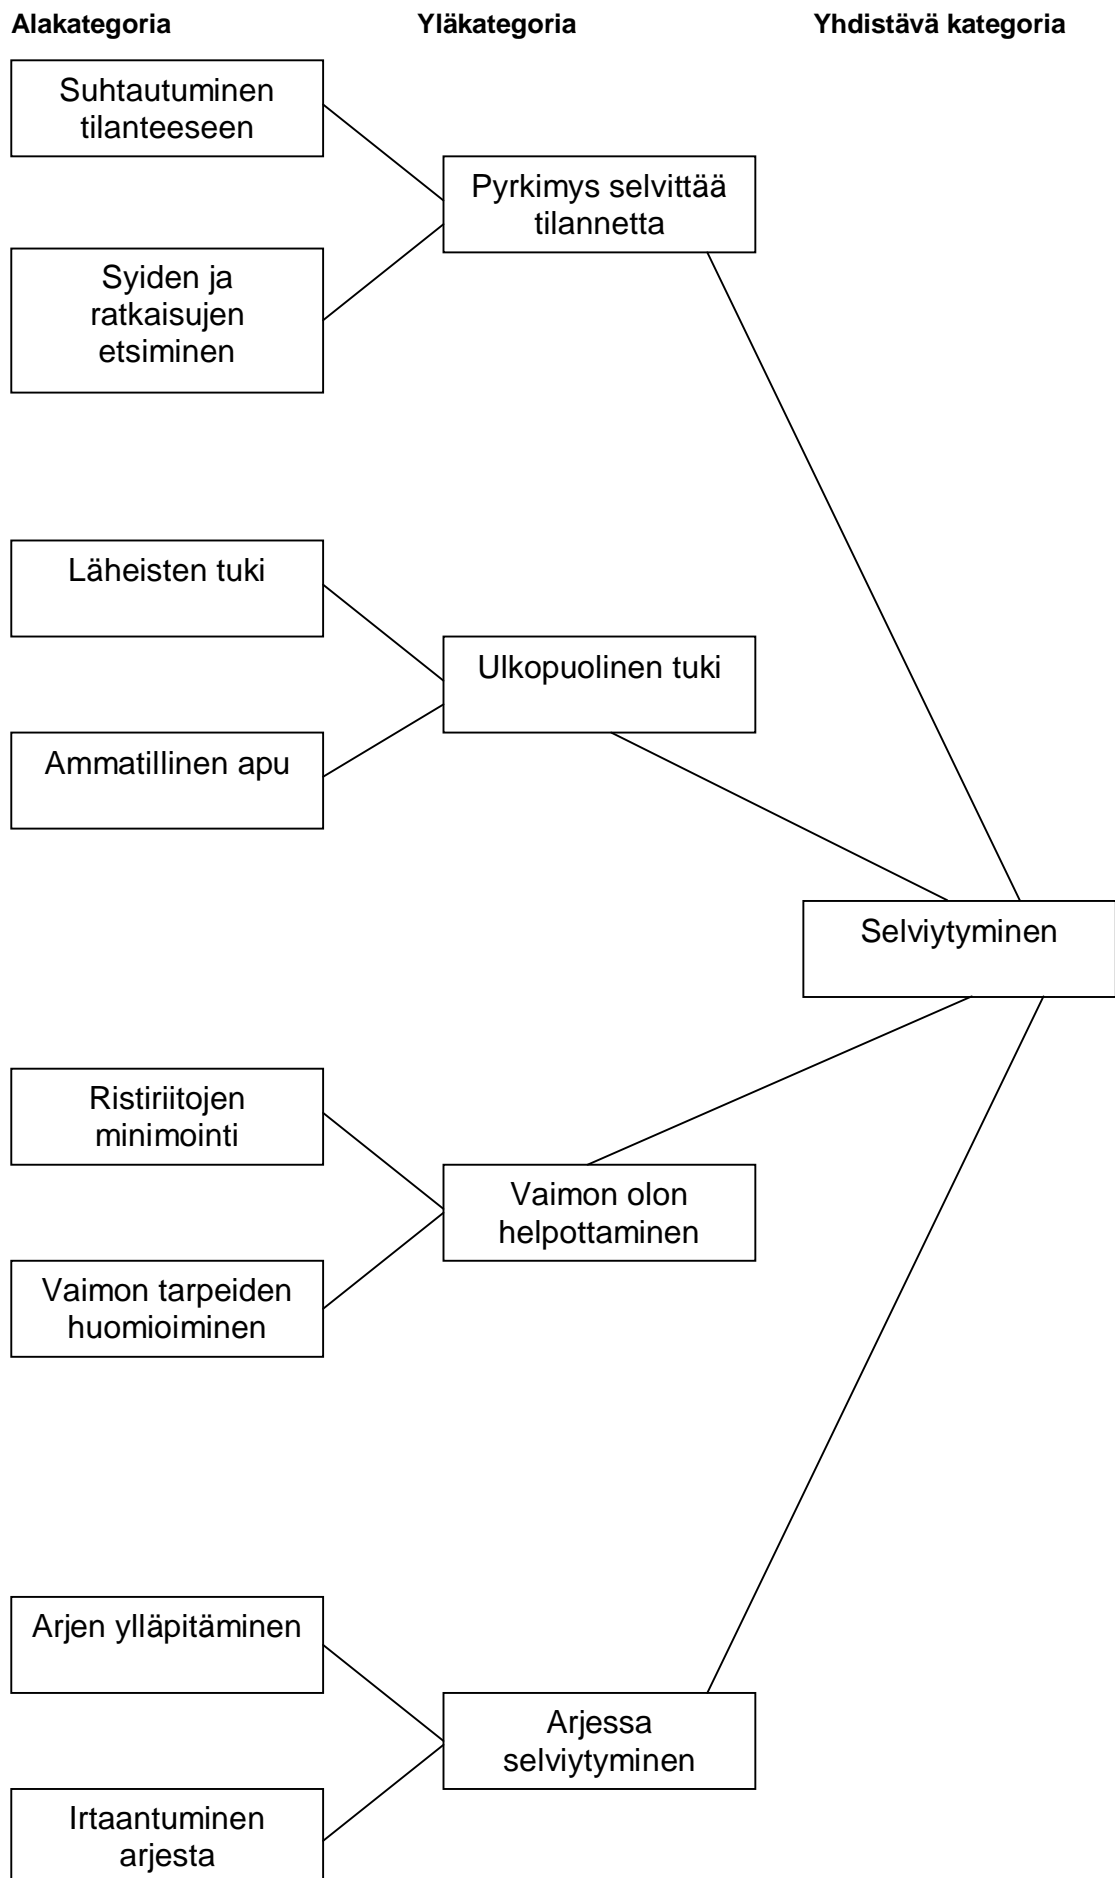 Alakategoria Yläkategoria Yhdistävä kategoria
Suhtautuminen
tilanteeseen
Pyrkimys selvittää
tilannetta
Syiden ja
ratkaisujen
etsiminen
Läheisten tuki
Ulkopuolinen tuki
Ammatillinen apu
Selviytyminen
Ristiriitojen
minimointi
Vaimon olon
helpottaminen
Vaimon tarpeiden
huomioiminen
Arjen ylläpitäminen
Arjessa
selviytyminen
Irtaantuminen
arjesta